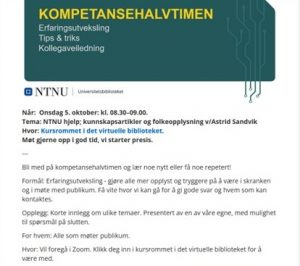 KOMPETANSEHALVTIMEN
Erfaringsutveksling
Tips & triks
Kollegaveiledning
NTNU | Universitetsbiblioteket
Når: Onsdag 5. oktober: kl. 08.30–09.00.
Tema: NTNU hjelp; kunnskapsartikler og folkeopplysning v/Astrid Sandvik
Hvor: Kursrommet i det virtuelle biblioteket.
Møt gjerne opp i god tid, vi starter presis.
---
Bli med på kompetansehalvtimen og lær noe nytt eller få noe repetert!
Formål: Erfaringsutveksling - gjøre alle mer opplyst og tryggere på å være i skranken
og i møte med publikum. Få vite hvor vi kan gå for å gi gode svar og hvem som kan
kontaktes.
Opplegg: Korte innlegg om ulike temaer. Presentert av en av våre egne, med mulighet
til spørsmål på slutten.
For hvem: Alle som møter publikum.
Hvor: Vil foregå i Zoom. Klikk deg inn i kursrommet i det virtuelle biblioteket for å
være med.